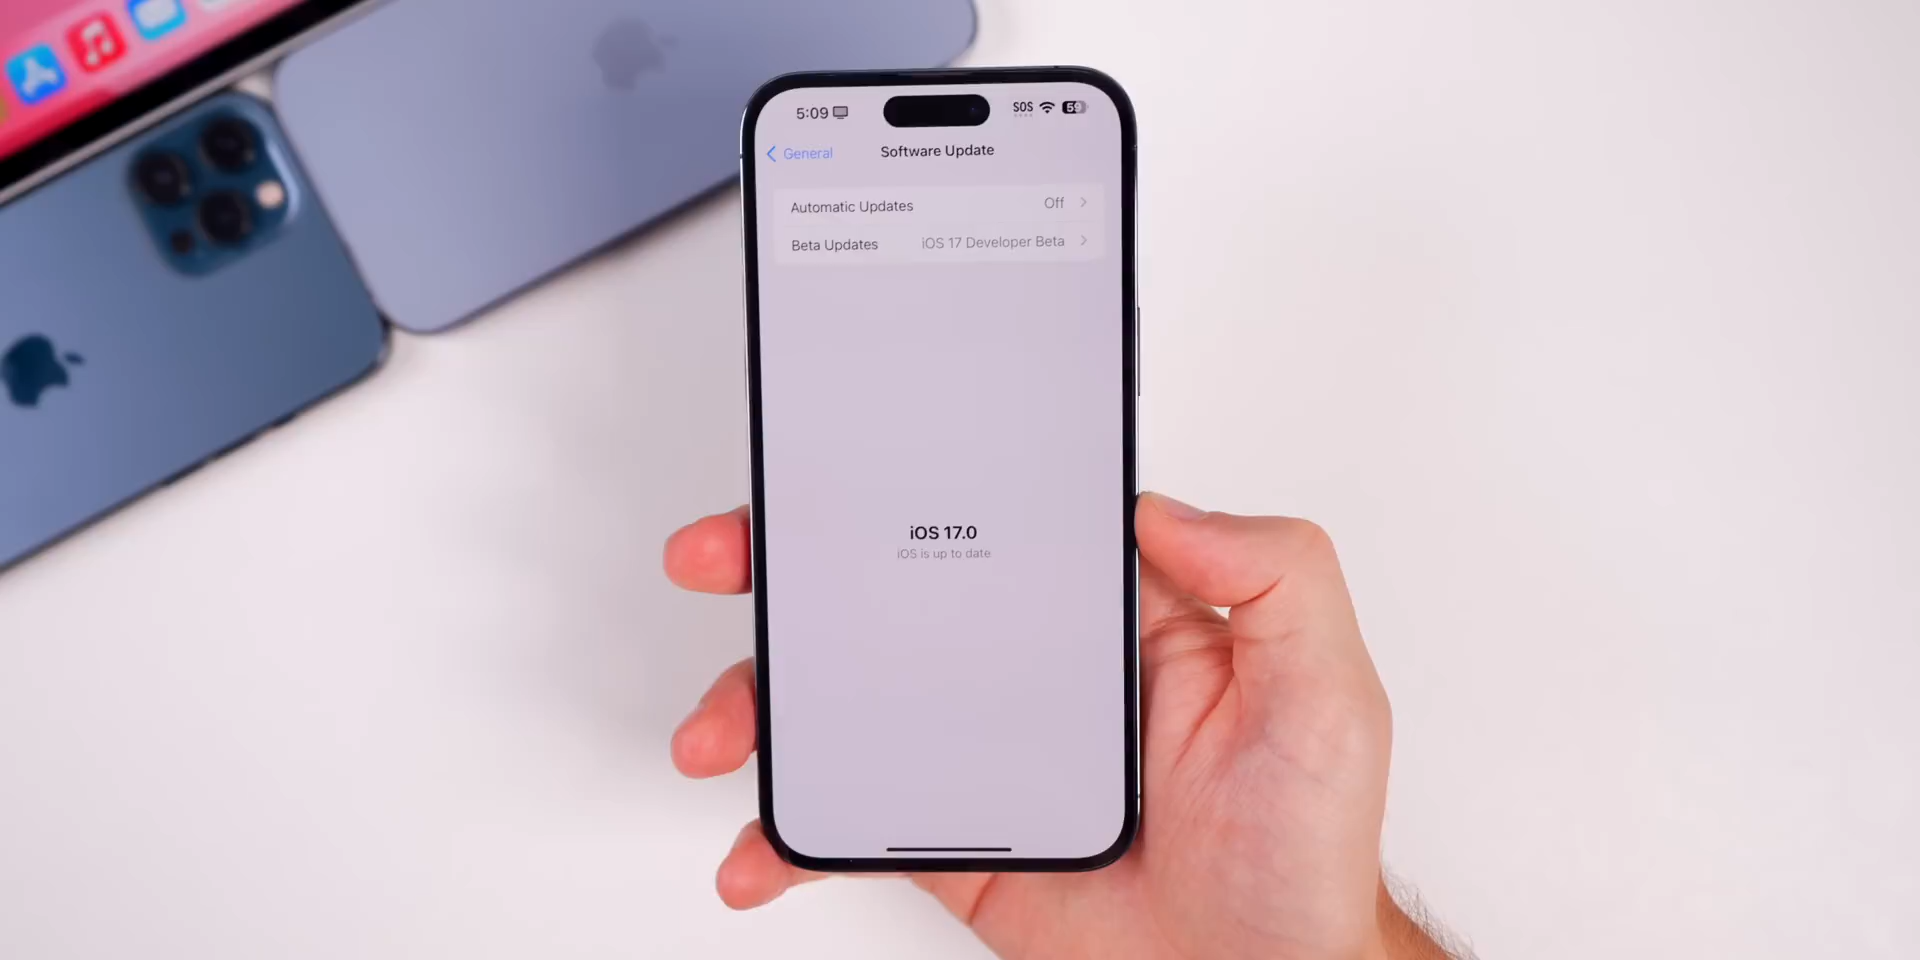 5:09
SOS 59
General
Software Update
Automatic Updates Off
Beta Updates iOS 17 Developer Beta
iOS 17.0
iOS is up to date